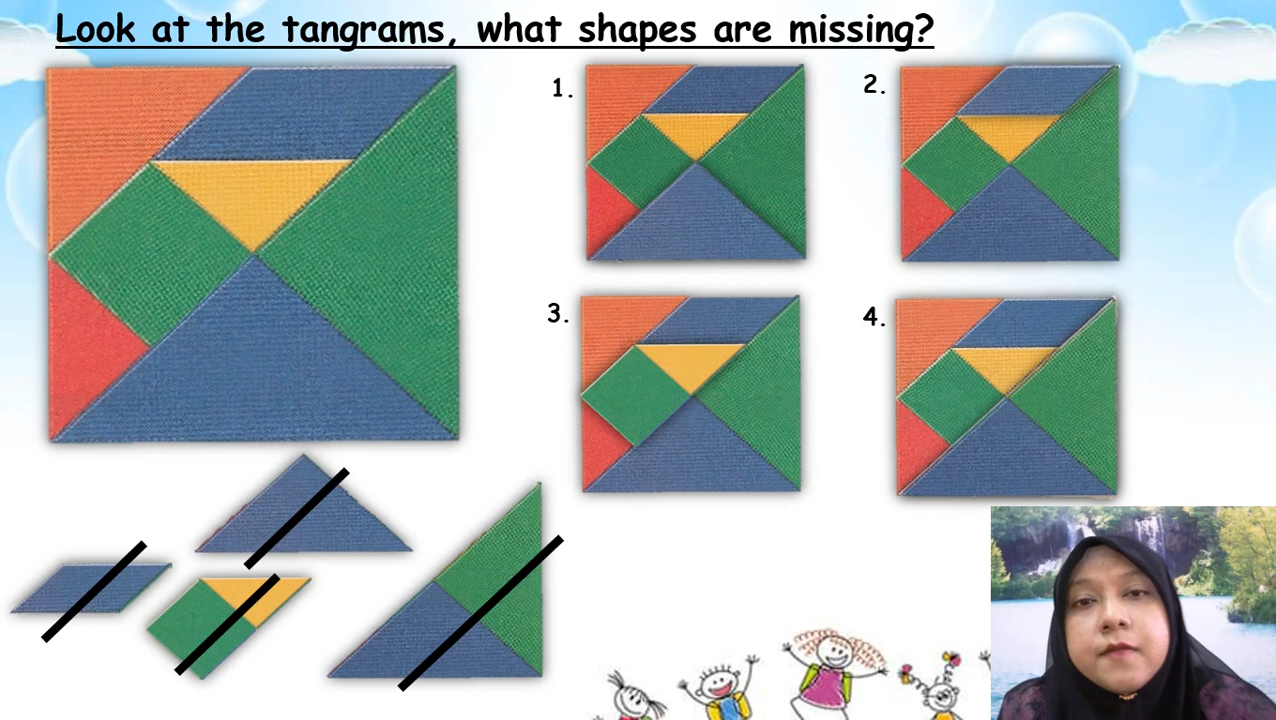 Look at the tangrams, what shapes are missing?
1.
2.
3.
4.